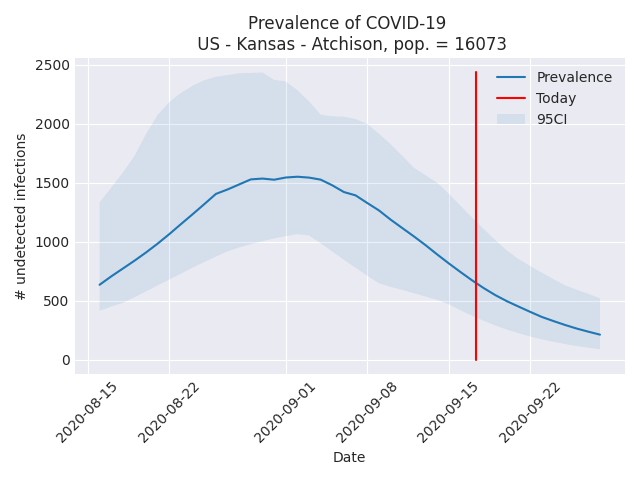 Prevalence of COVID-19
US - Kansas - Atchison, pop. = 16073
Prevalence
Today
95CI
# undetected infections
2500
2000
1500
1000
500
0
2020-08-15
2020-08-22
2020-09-01
2020-09-08
2020-09-15
2020-09-22
Date